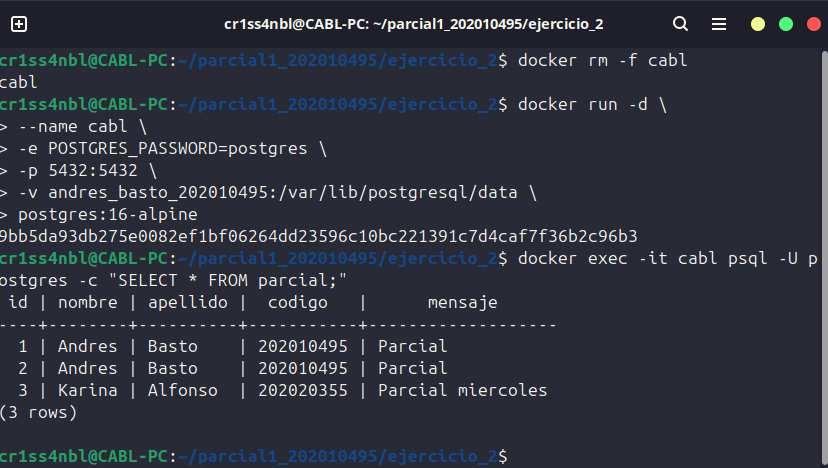 cr1ss4nbl@CABL-PC: ~/parcial1_202010495/ejercicio_2
cr1ss4nbl@CABL-PC:~/parcial1_202010495/ejercicio_2$ docker rm -f cabl
cabl
cr1ss4nbl@CABL-PC:~/parcial1_202010495/ejercicio_2$ docker run -d \
> --name cabl \
> -e POSTGRES_PASSWORD=postgres \
> -p 5432:5432 \
> -v andres_basto_202010495:/var/lib/postgresql/data \
> postgres:16-alpine
9bb5da93db275e0082ef1bf06264dd23596c10bc221391c7d4caf7f36b2c96b3
cr1ss4nbl@CABL-PC:~/parcial1_202010495/ejercicio_2$ docker exec -it cabl psql -U p
ostgres -c "SELECT * FROM parcial;"
 id | nombre | apellido |  codigo   |      mensaje
----+--------+----------+-----------+-------------------
  1 | Andres | Basto    | 202010495 | Parcial
  2 | Andres | Basto    | 202010495 | Parcial
  3 | Karina | Alfonso  | 202020355 | Parcial miercoles
(3 rows)
cr1ss4nbl@CABL-PC:~/parcial1_202010495/ejercicio_2$